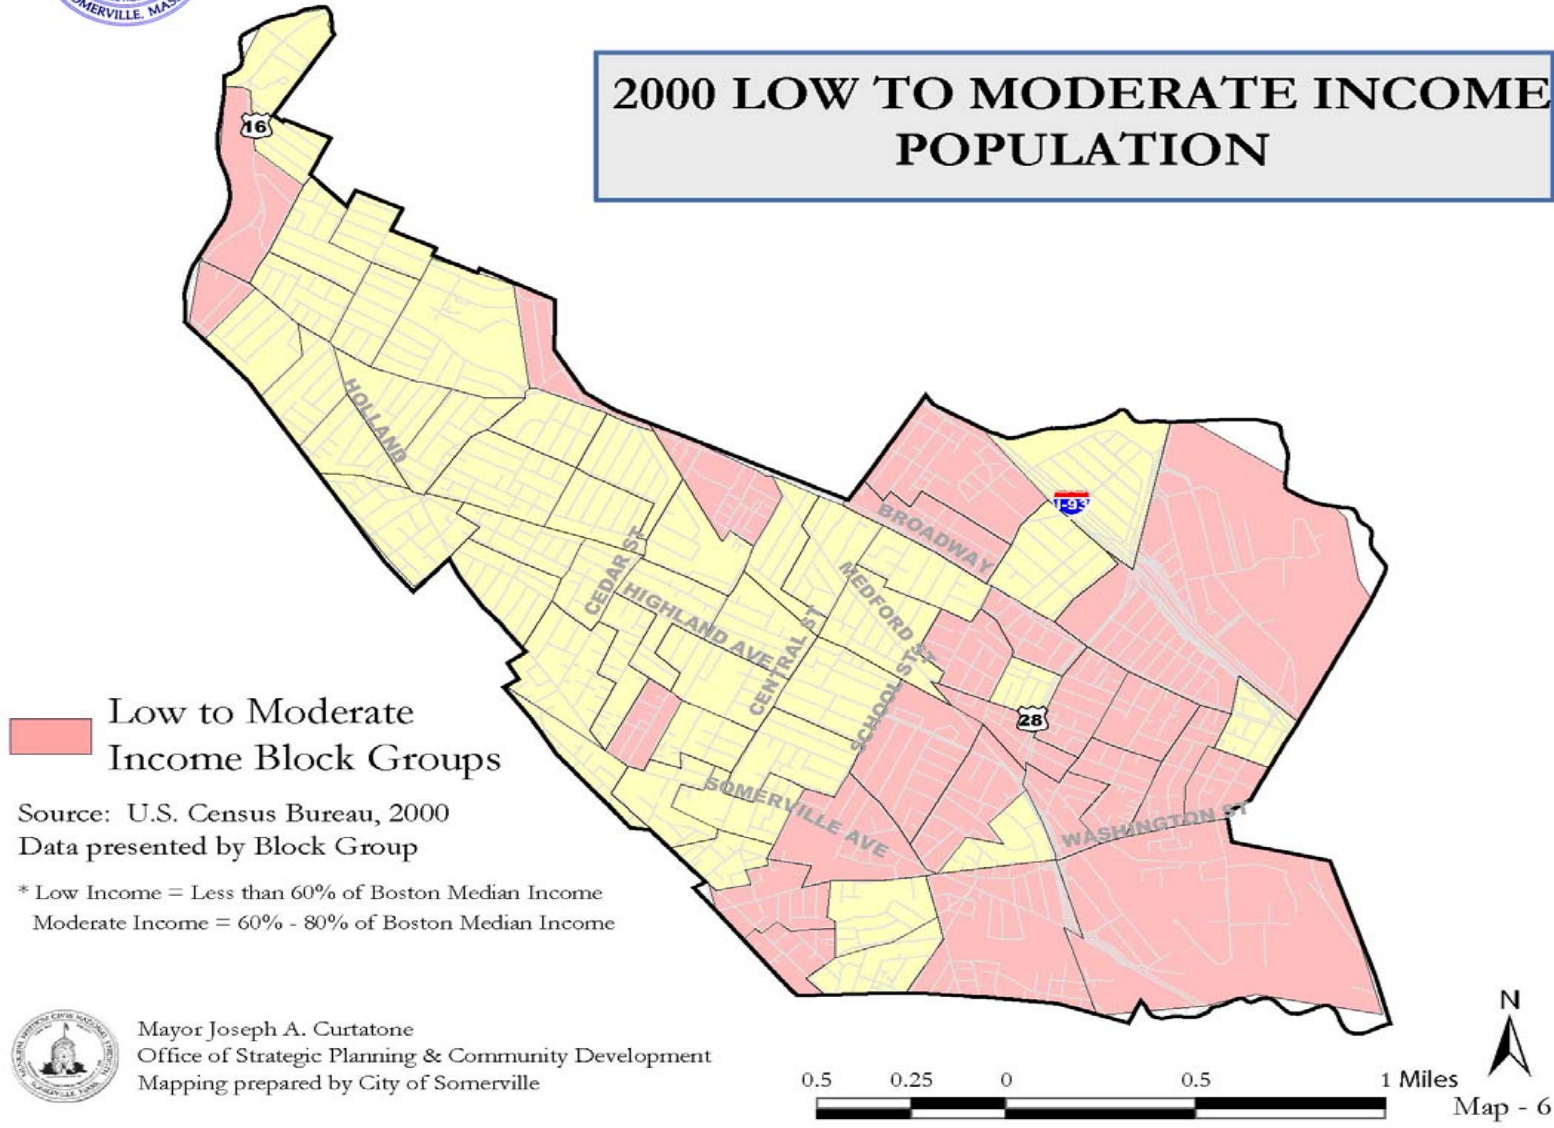 SOMERVILLE, MASS
2000 LOW TO MODERATE INCOME
POPULATION
16
HOLLAND
I-93
BROADWAY
CEDAR ST
MEDFORD ST
HIGHLAND AVE
CENTRAL ST
SCHOOL ST
28
SOMERVILLE AVE
WASHINGTON ST
Low to Moderate
Income Block Groups
Source: U.S. Census Bureau, 2000
Data presented by Block Group
* Low Income = Less than 60% of Boston Median Income
Moderate Income = 60% - 80% of Boston Median Income
Mayor Joseph A. Curtatone
Office of Strategic Planning & Community Development
Mapping prepared by City of Somerville
N
0.5 0.25 0 0.5 1 Miles
Map - 6